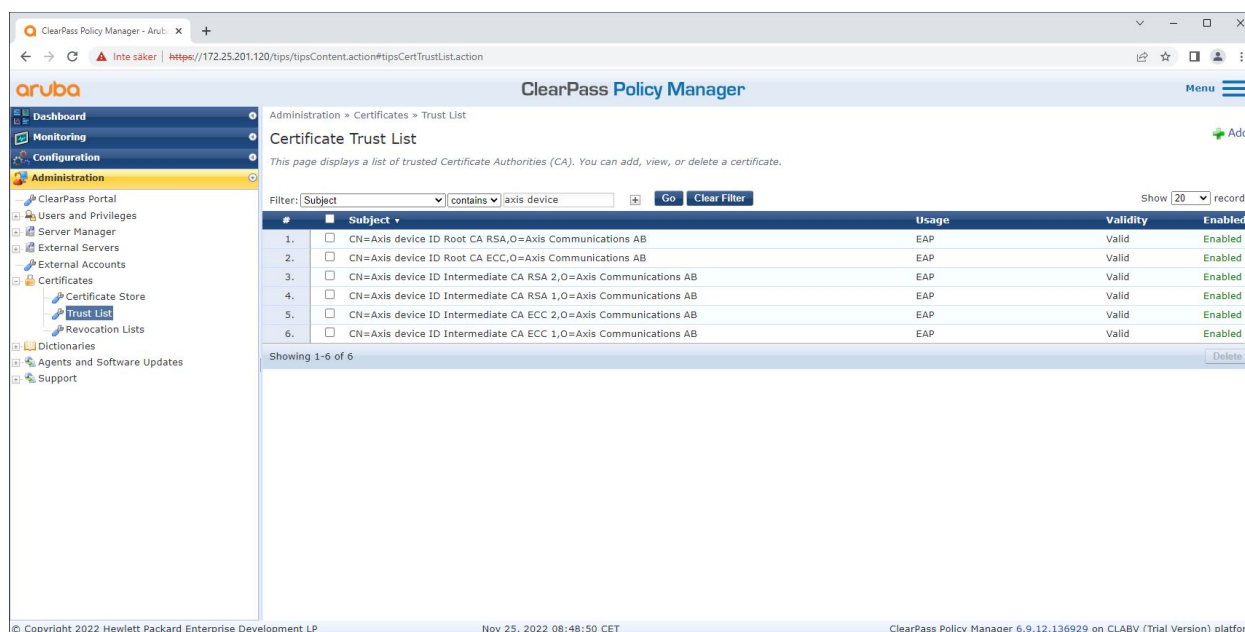 ClearPass Policy Manager - Arub
Inte säker | https://172.25.201.120/tips/tipsContent.action#tipsCertTrustList.action
aruba
ClearPass Policy Manager
Menu
Dashboard
Monitoring
Configuration
Administration
ClearPass Portal
Users and Privileges
Server Manager
External Servers
External Accounts
Certificates
Certificate Store
Trust List
Revocation Lists
Dictionaries
Agents and Software Updates
Support
Administration » Certificates » Trust List
Certificate Trust List
Add
This page displays a list of trusted Certificate Authorities (CA). You can add, view, or delete a certificate.
Filter: Subject contains axis device Go Clear Filter Show 20 record
# Subject Usage Validity Enabled
1. CN=Axis device ID Root CA RSA,O=Axis Communications AB EAP Valid Enabled
2. CN=Axis device ID Root CA ECC,O=Axis Communications AB EAP Valid Enabled
3. CN=Axis device ID Intermediate CA RSA 2,O=Axis Communications AB EAP Valid Enabled
4. CN=Axis device ID Intermediate CA RSA 1,O=Axis Communications AB EAP Valid Enabled
5. CN=Axis device ID Intermediate CA ECC 2,O=Axis Communications AB EAP Valid Enabled
6. CN=Axis device ID Intermediate CA ECC 1,O=Axis Communications AB EAP Valid Enabled
Showing 1-6 of 6 Delete
© Copyright 2022 Hewlett Packard Enterprise Development LP Nov 25, 2022 08:48:50 CET ClearPass Policy Manager 6.9.12.136929 on CLABV (Trial Version) platfor